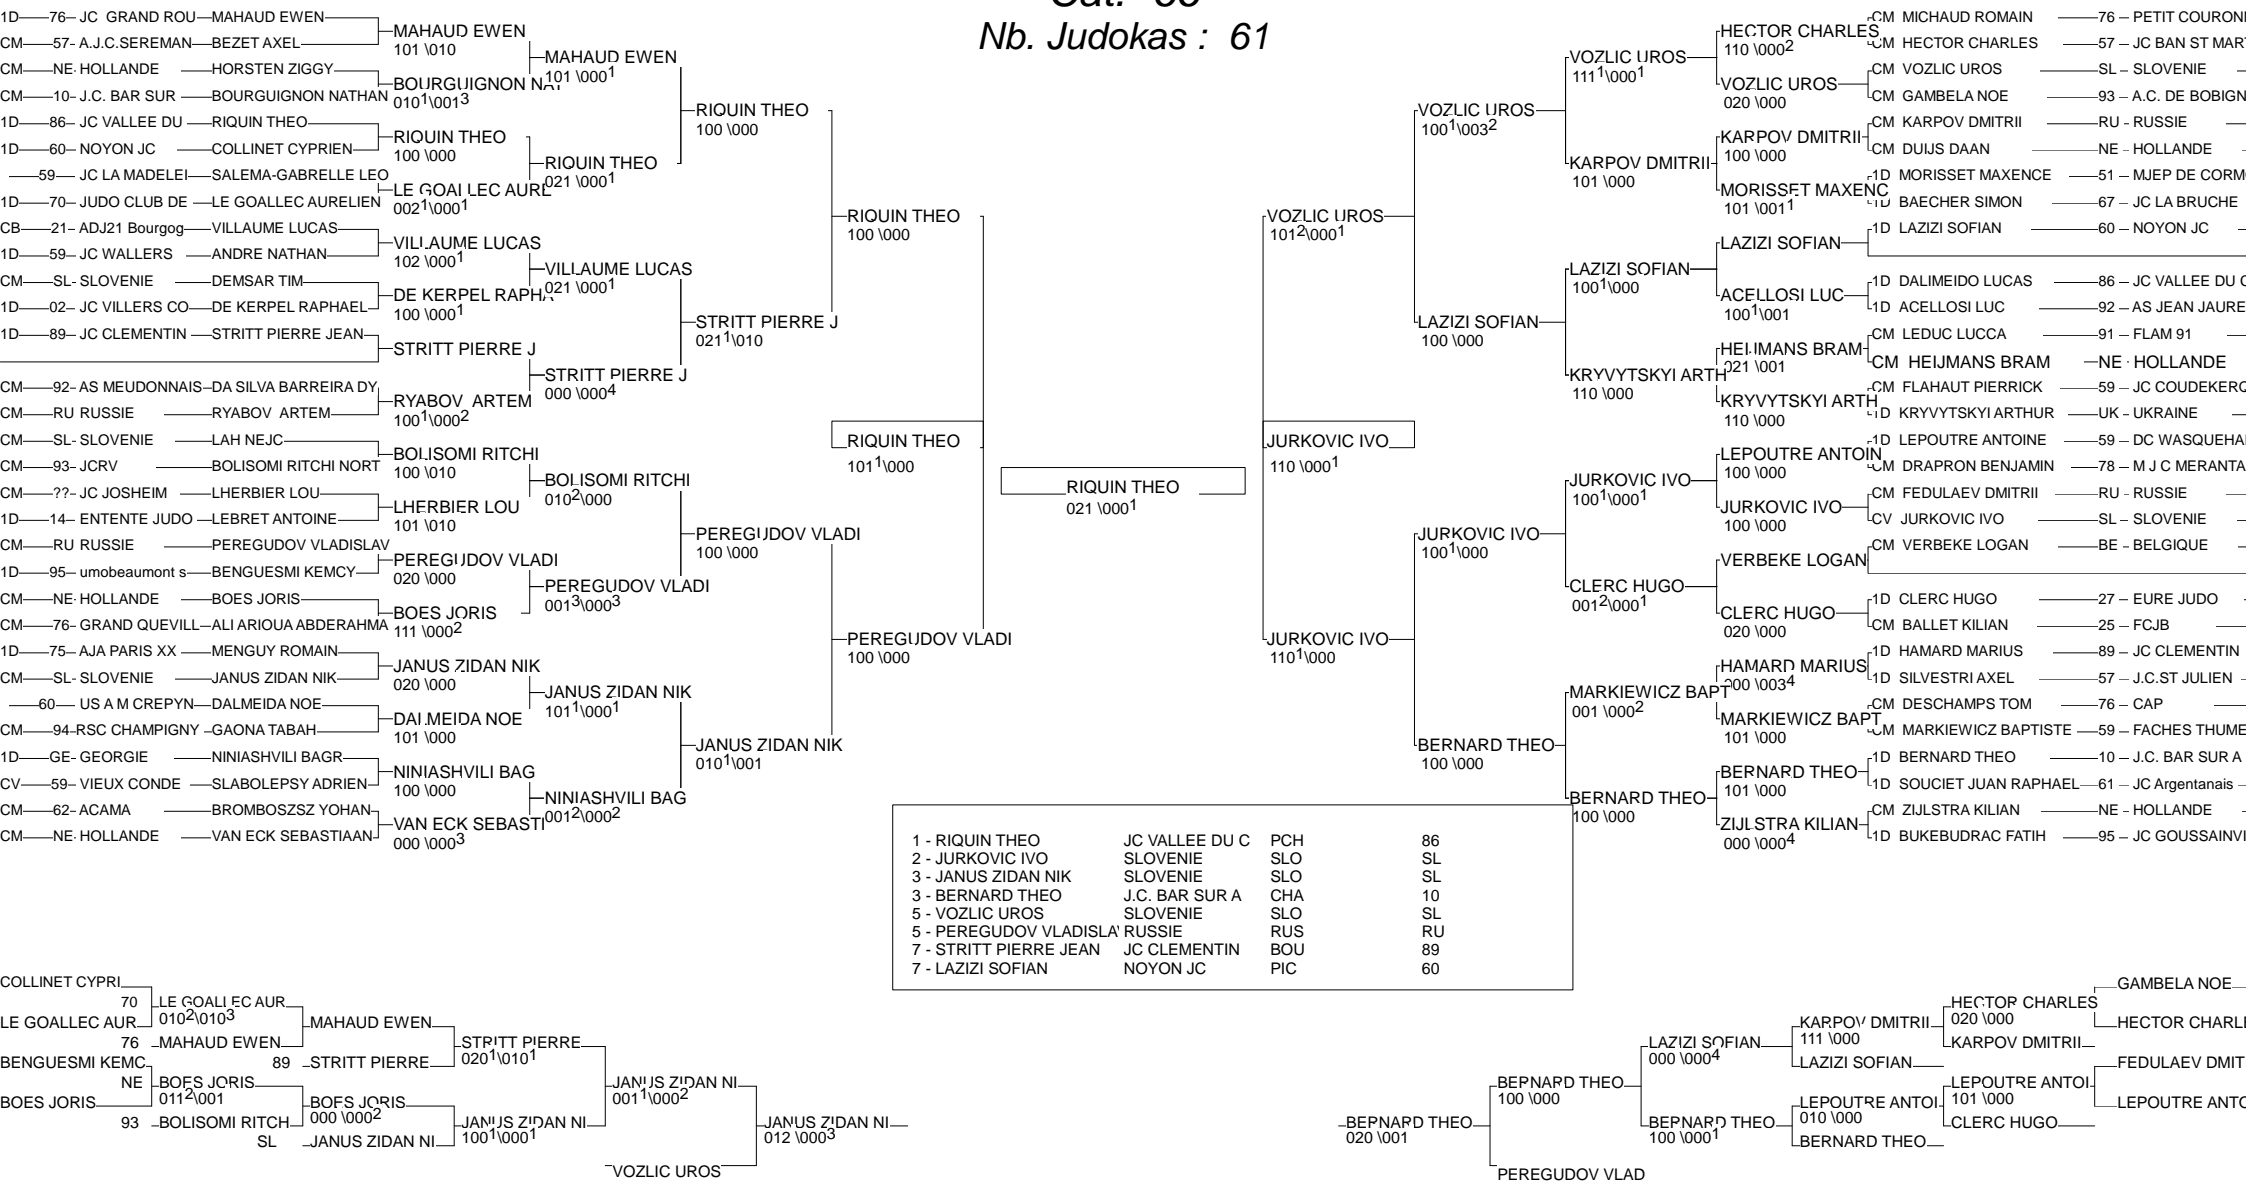 Nb. Judokas : 61
1D 76- JC GRAND ROU MAHAUD EWEN
CM 57- A.J.C.SEREMAN BEZET AXEL
CM NE- HOLLANDE HORSTEN ZIGGY
CM 10- J.C. BAR SUR BOURGUIGNON NATHAN
1D 86- JC VALLEE DU RIQUIN THEO
1D 60- NOYON JC COLLINET CYPRIEN
59 JC LA MADELEI SALEMA-GABRELLE LEO
1D 70- JUDO CLUB DE LE GOALLEC AURELIEN
CB 21- ADJ21 Bourgog VILLAUME LUCAS
1D 59- JC WALLERS ANDRE NATHAN
CM SL- SLOVENIE DEMSAR TIM
1D 02- JC VILLERS CO DE KERPEL RAPHAEL
1D 89- JC CLEMENTIN STRITT PIERRE JEAN
CM 92- AS MEUDONNAIS DA SILVA BARREIRA DY
CM RU RUSSIE RYABOV ARTEM
CM SL- SLOVENIE LAH NEJC
CM 93- JCRV BOLISOMI RITCHI NORT
CM ??- JC JOSHEIM LHERBIER LOU
1D 14- ENTENTE JUDO LEBRET ANTOINE
CM RU RUSSIE PEREGUDOV VLADISLAV
1D 95- umobeaumont s BENGUESMI KEMCY
CM NE- HOLLANDE BOES JORIS
CM 76- GRAND QUEVILL ALI ARIOUA ABDERAHMA
1D 75- AJA PARIS XX MENGUY ROMAIN
CM SL- SLOVENIE JANUS ZIDAN NIK
60 US A M CREPYN DALMEIDA NOE
CM 94-RSC CHAMPIGNY GAONA TABAH
1D GE- GEORGIE NINIASHVILI BAGR
CV 59- VIEUX CONDE SLABOLEPSY ADRIEN
CM 62- ACAMA BROMBOSZSZ YOHAN
CM NE- HOLLANDE VAN ECK SEBASTIAAN
MAHAUD EWEN
101 \010
BOURGUIGNON NAT
0101\0013
RIQUIN THEO
100 \000
LE GOALLEC AURE
0021\0001
VILLAUME LUCAS
102 \0001
DE KERPEL RAPHA
100 \0001
STRITT PIERRE J
RYABOV ARTEM
1001\0002
BOLISOMI RITCHI
100 \010
LHERBIER LOU
101 \010
PEREGUDOV VLADI
020 \000
BOES JORIS
111 \0002
JANUS ZIDAN NIK
020 \000
DALMEIDA NOE
101 \000
NINIASHVILI BAG
100 \000
VAN ECK SEBASTI
000 \0003
MAHAUD EWEN
101 \0001
RIQUIN THEO
021 \0001
VILLAUME LUCAS
021 \0001
STRITT PIERRE J
000 \0004
BOLISOMI RITCHI
0102\000
PEREGUDOV VLADI
0013\0003
JANUS ZIDAN NIK
1011\0001
NINIASHVILI BAG
0012\0002
RIQUIN THEO
100 \000
STRITT PIERRE J
0211\010
PEREGUDOV VLADI
100 \000
JANUS ZIDAN NIK
0101\001
RIQUIN THEO
100 \000
PEREGUDOV VLADI
100 \000
RIQUIN THEO
1011\000
RIQUIN THEO
021 \0001
JURKOVIC IVO
110 \0001
VOZLIC UROS
1012\0001
JURKOVIC IVO
1101\000
VOZLIC UROS
1001\0032
LAZIZI SOFIAN
100 \000
JURKOVIC IVO
1001\000
BERNARD THEO
100 \000
VOZLIC UROS
1111\0001
KARPOV DMITRII
101 \000
LAZIZI SOFIAN
1001\000
KRYVYTSKYI ARTH
110 \000
JURKOVIC IVO
1001\0001
CLERC HUGO
0012\0001
MARKIEWICZ BAPT
001 \0002
BERNARD THEO
100 \000
HECTOR CHARLES
110 \0002
VOZLIC UROS
020 \000
KARPOV DMITRII
100 \000
MORISSET MAXENC
101 \0011
LAZIZI SOFIAN
ACELLOSI LUC
1001\001
HEIJMANS BRAM
021 \001
KRYVYTSKYI ARTH
110 \000
LEPOUTRE ANTOIN
100 \000
JURKOVIC IVO
100 \000
VERBEKE LOGAN
CLERC HUGO
020 \000
HAMARD MARIUS
000 \0034
MARKIEWICZ BAPT
101 \000
BERNARD THEO
101 \000
ZIJLSTRA KILIAN
000 \0004
CM MICHAUD ROMAIN 76 – PETIT COURON
CM HECTOR CHARLES 57 – JC BAN ST MAR
CM VOZLIC UROS SL – SLOVENIE
CM GAMBELA NOE 93 – A.C. DE BOBIGN
CM KARPOV DMITRII RU – RUSSIE
CM DUIJS DAAN NE – HOLLANDE
1D MORISSET MAXENCE 51 – MJEP DE CORM
1D BAECHER SIMON 67 – JC LA BRUCHE
1D LAZIZI SOFIAN 60 – NOYON JC
1D DALIMEIDO LUCAS 86 – JC VALLEE DU C
1D ACELLOSI LUC 92 – AS JEAN JAURE
CM LEDUC LUCCA 91 – FLAM 91
CM HEIJMANS BRAM NE - HOLLANDE
CM FLAHAUT PIERRICK 59 – JC COUDEKERQ
1D KRYVYTSKYI ARTHUR UK – UKRAINE
1D LEPOUTRE ANTOINE 59 – DC WASQUEHA
CM DRAPRON BENJAMIN 78 – M J C MERANTA
CM FEDULAEV DMITRII RU – RUSSIE
CV JURKOVIC IVO SL – SLOVENIE
CM VERBEKE LOGAN BE – BELGIQUE
1D CLERC HUGO 27 – EURE JUDO
CM BALLET KILIAN 25 – FCJB
1D HAMARD MARIUS 89 – JC CLEMENTIN
1D SILVESTRI AXEL 57 – J.C.ST JULIEN
CM DESCHAMPS TOM 76 – CAP
CM MARKIEWICZ BAPTISTE 59 – FACHES THUME
1D BERNARD THEO 10 – J.C. BAR SUR A
1D SOUCIET JUAN RAPHAEL 61 – JC Argentanais
CM ZIJLSTRA KILIAN NE – HOLLANDE
1D BUKEBUDRAC FATIH 95 – JC GOUSSAINVI
1 - RIQUIN THEO JC VALLEE DU C PCH 86
2 - JURKOVIC IVO SLOVENIE SLO SL
3 - JANUS ZIDAN NIK SLOVENIE SLO SL
3 - BERNARD THEO J.C. BAR SUR A CHA 10
5 - VOZLIC UROS SLOVENIE SLO SL
5 - PEREGUDOV VLADISLAV RUSSIE RUS RU
7 - STRITT PIERRE JEAN JC CLEMENTIN BOU 89
7 - LAZIZI SOFIAN NOYON JC PIC 60
COLLINET CYPRI
70
LE GOALLEC AUR
76
BENGUESMI KEMC
NE
BOES JORIS
93
LE GOALLEC AUR
0102\0103
MAHAUD EWEN
BOES JORIS
0112\001
BOLISOMI RITCH
SL
89
MAHAUD EWEN
STRITT PIERRE
BOES JORIS
000 \0002
JANUS ZIDAN NI
STRITT PIERRE
0201\0101
JANUS ZIDAN NI
1001\0001
JANUS ZIDAN NI
0011\0002
VOZLIC UROS
JANUS ZIDAN NI
012 \0003
BERNARD THEO
020 \001
BERNARD THEO
100 \000
PEREGUDOV VLAD
LAZIZI SOFIAN
000 \0004
BERNARD THEO
100 \0001
KARPOV DMITRII
111 \000
LAZIZI SOFIAN
LEPOUTRE ANTOI
010 \000
BERNARD THEO
HECTOR CHARLES
020 \000
KARPOV DMITRII
LEPOUTRE ANTOI
101 \000
CLERC HUGO
GAMBELA NOE
HECTOR CHARL
FEDULAEV DMIT
LEPOUTRE ANTO